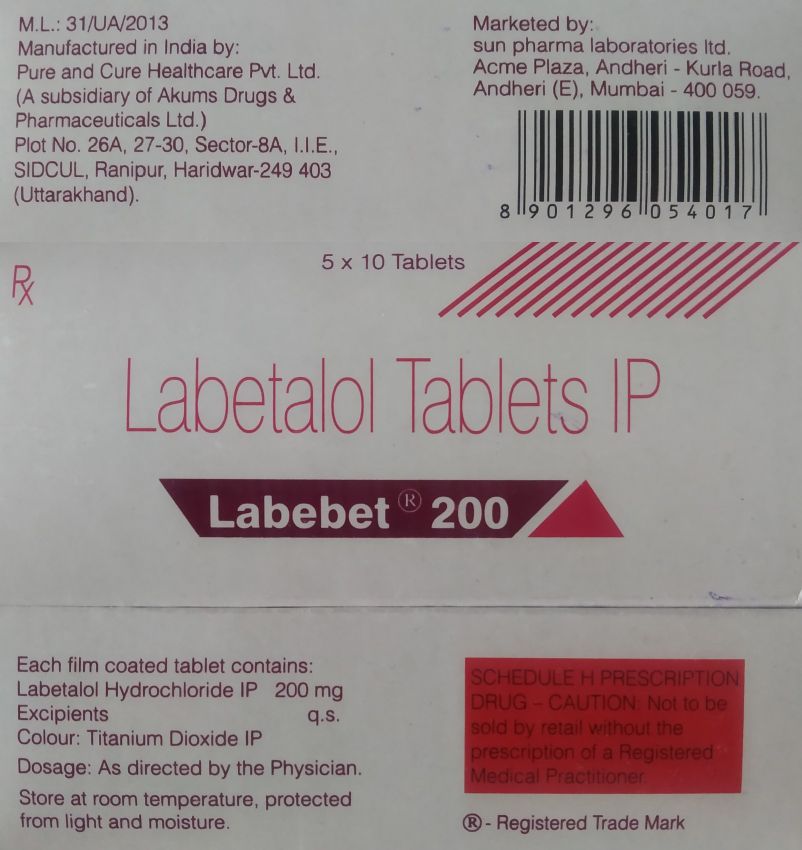 M.L.: 31/UA/2013
Manufactured in India by:
Pure and Cure Healthcare Pvt. Ltd.
(A subsidiary of Akums Drugs &
Pharmaceuticals Ltd.)
Plot No. 26A, 27-30, Sector-8A, I.I.E.,
SIDCUL, Ranipur, Haridwar-249 403
(Uttarakhand).
Marketed by:
sun pharma laboratories ltd.
Acme Plaza, Andheri - Kurla Road,
Andheri (E), Mumbai - 400 059.
8 901296 054017
Rx
5 x 10 Tablets
Labetalol Tablets IP
Labebet ® 200
Each film coated tablet contains:
Labetalol Hydrochloride IP 200 mg
Excipients q.s.
Colour: Titanium Dioxide IP
Dosage: As directed by the Physician.
Store at room temperature, protected
from light and moisture.
SCHEDULE H PRESCRIPTION
DRUG – CAUTION: Not to be
sold by retail without the
prescription of a Registered
Medical Practitioner.
® - Registered Trade Mark